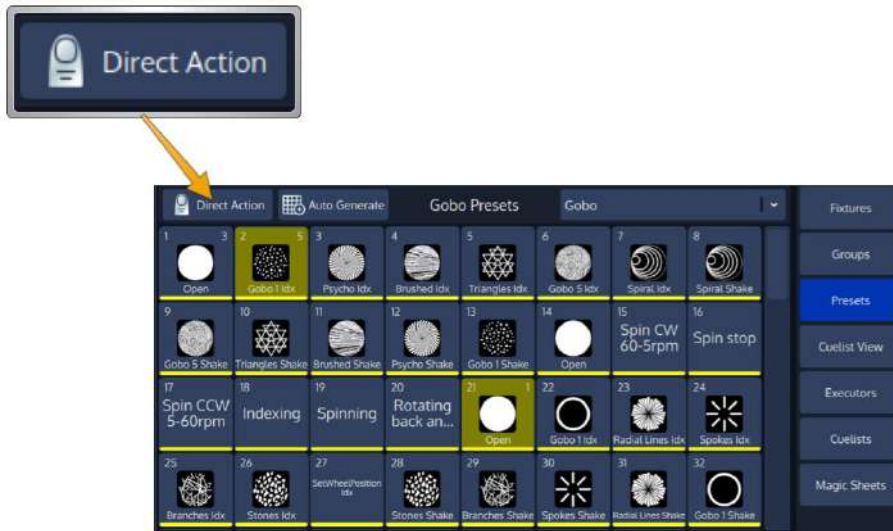 Direct Action
Direct Action
Auto Generate
Gobo Presets
Gobo
Fixtures
Groups
Presets
Cuelist View
Executors
Cuelists
Magic Sheets
1 3
Open
2 5
Gobo 1 Idx
3
Psycho Idx
4
Brushed Idx
5
Triangles Idx
6
Gobo 5 Idx
7
Spiral Idx
8
Spiral Shake
9
Gobo 5 Shake
10
Triangles Shake
11
Brushed Shake
12
Psycho Shake
13
Gobo 1 Shake
14
Open
15
Spin CW
60-5rpm
16
Spin stop
17
Spin CCW
5-60rpm
18
Indexing
19
Spinning
20
Rotating
back an...
21 1
Open
22
Gobo 1 Idx
23
Radial Lines Idx
24
Spokes Idx
25
Branches Idx
26
Stones Idx
27
SetWheelPosition
Idx
28
Stones Shake
29
Branches Shake
30
Spokes Shake
31
Radial Lines Shake
32
Gobo 1 Shake